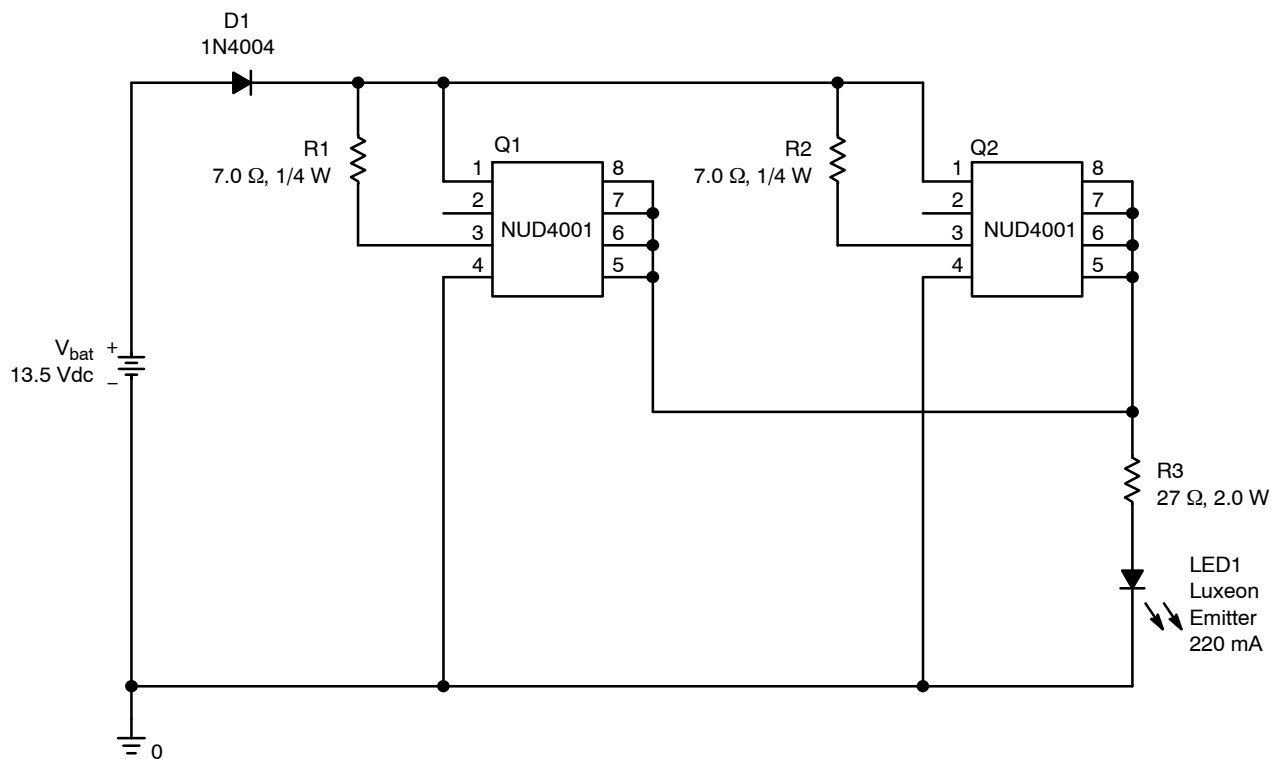 D1
1N4004
R1
7.0 Ω, 1/4 W
Q1
1
2
3
4
NUD4001
8
7
6
5
R2
7.0 Ω, 1/4 W
Q2
1
2
3
4
NUD4001
8
7
6
5
Vbat +
13.5 Vdc −
R3
27 Ω, 2.0 W
LED1
Luxeon
Emitter
220 mA
0